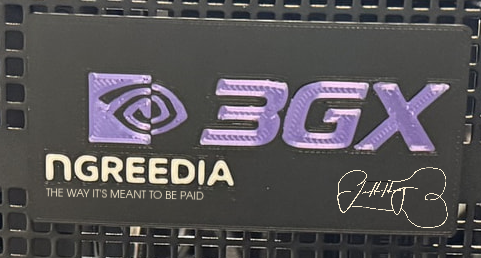 3GX
NGREEDIA
THE WAY IT'S MEANT TO BE PAID